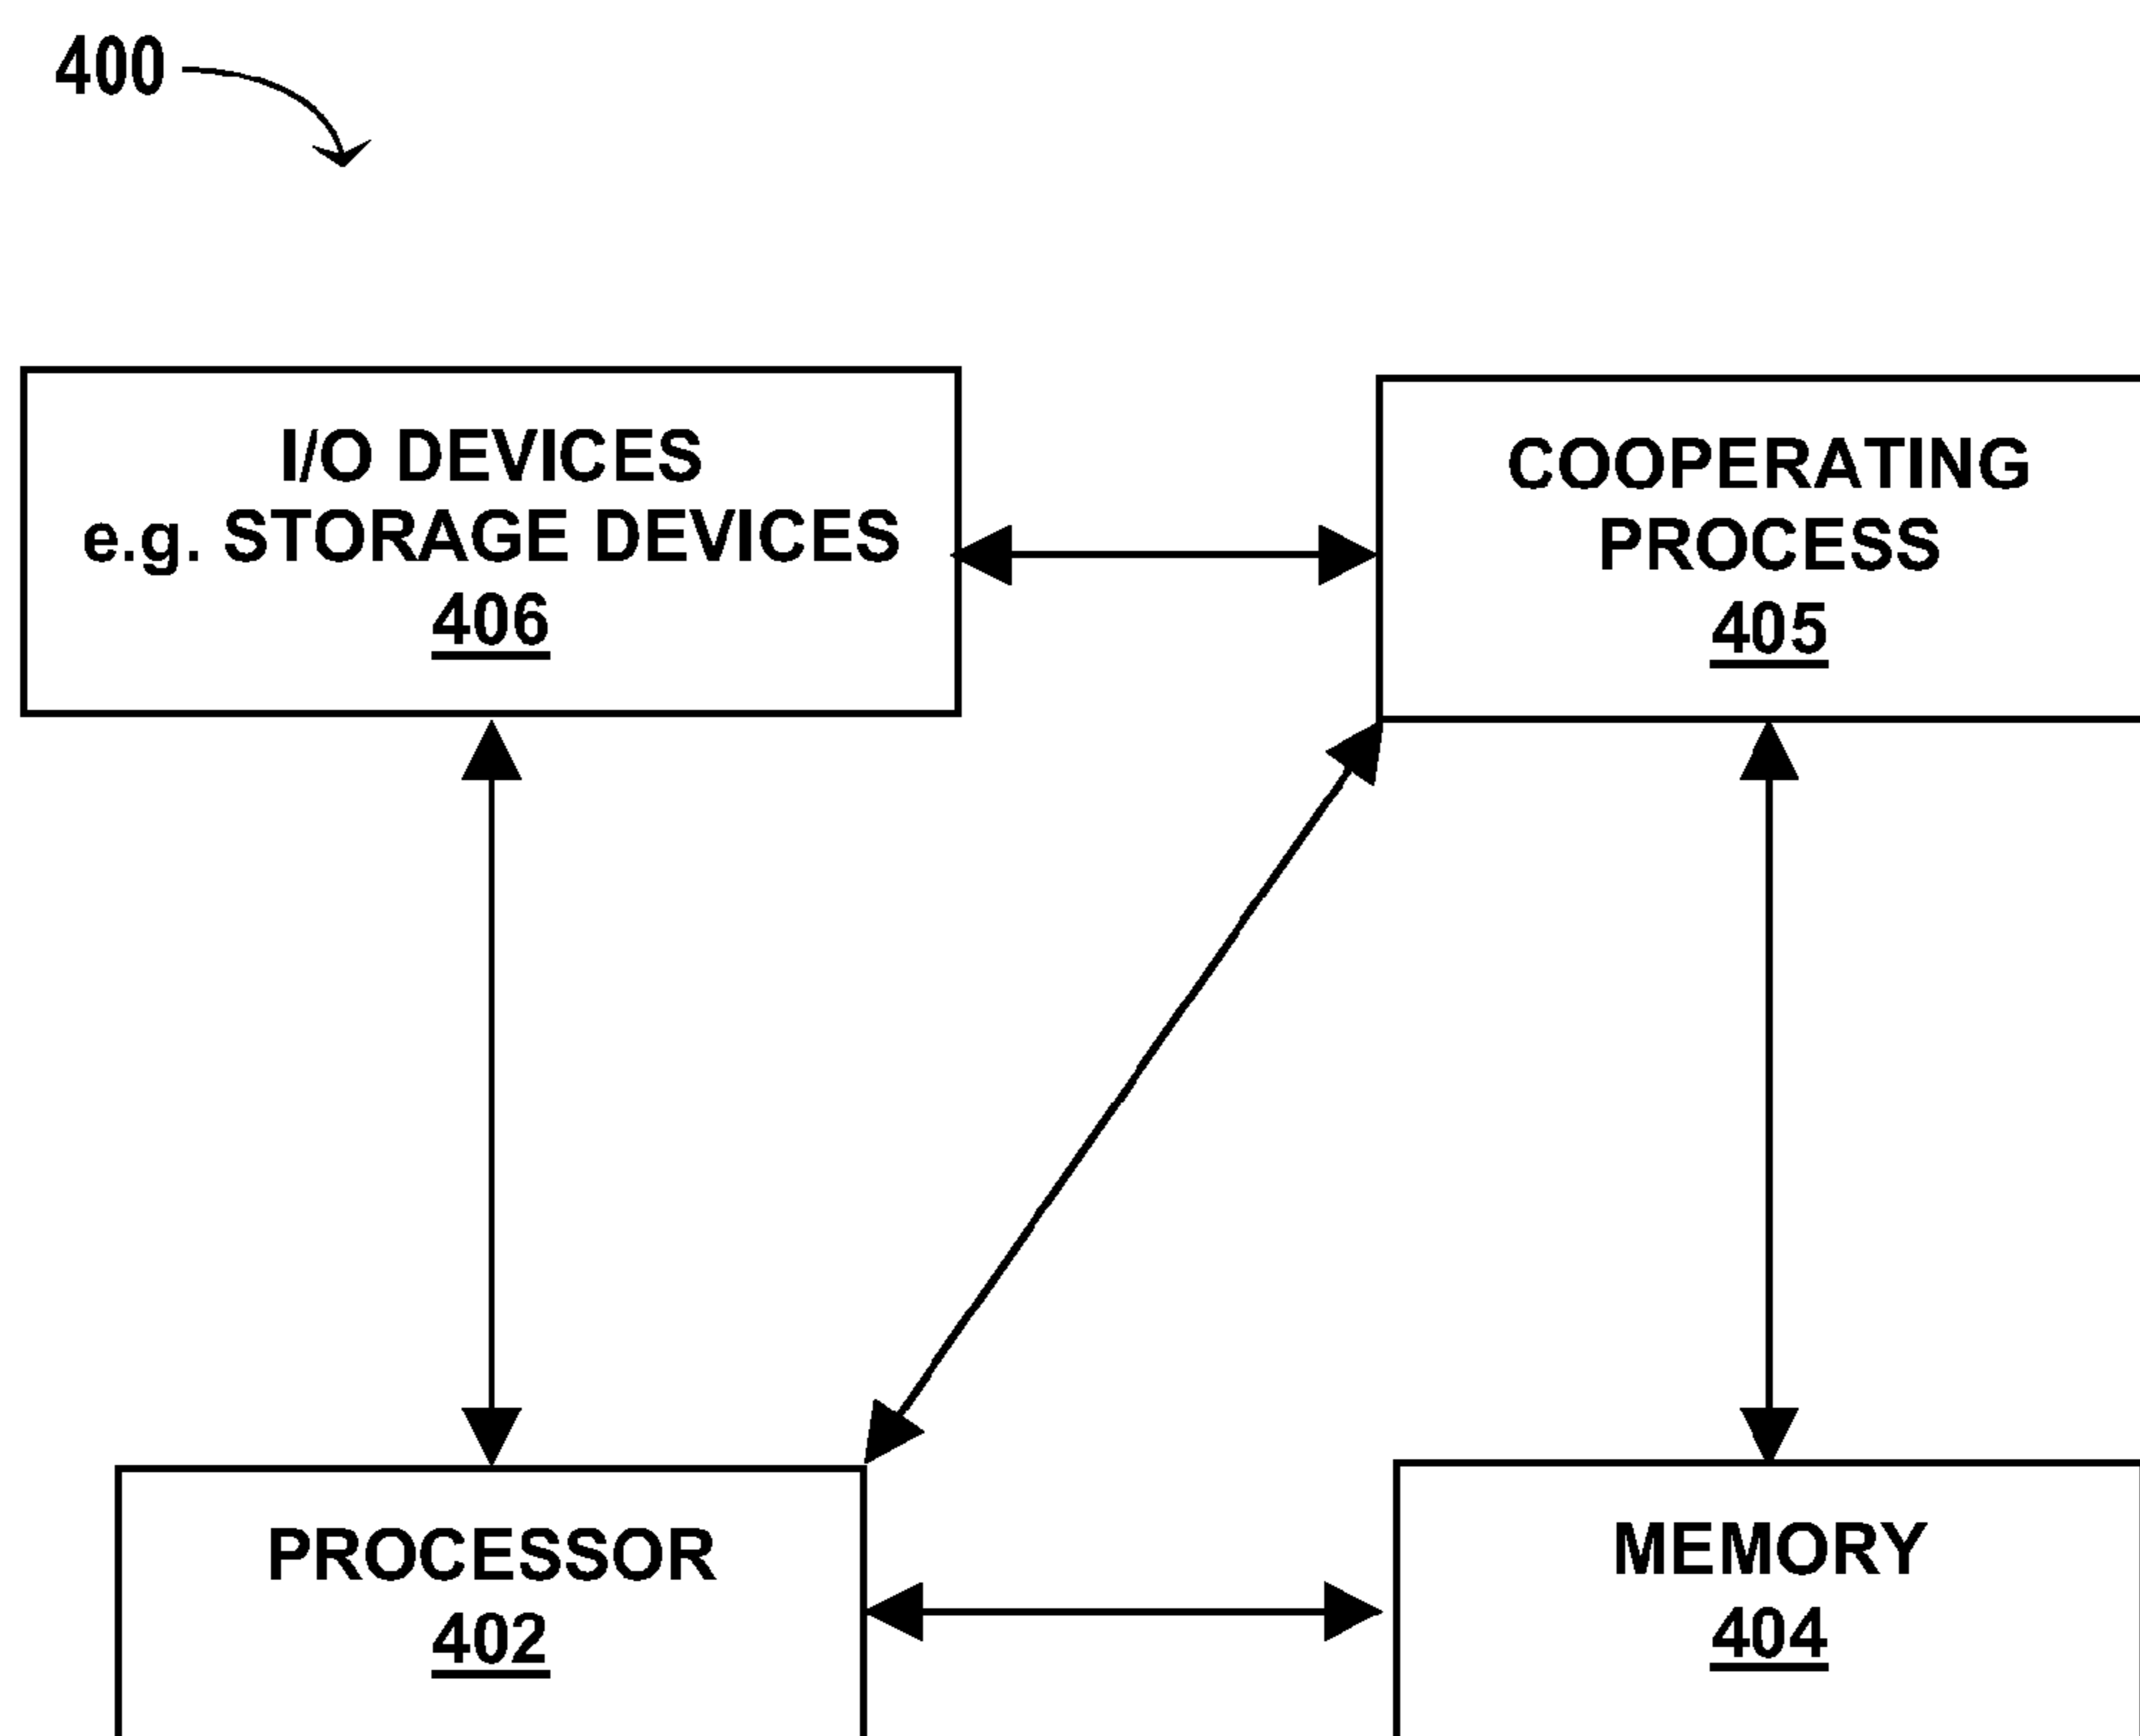 400
I/O DEVICES
e.g. STORAGE DEVICES
406
COOPERATING
PROCESS
405
PROCESSOR
402
MEMORY
404